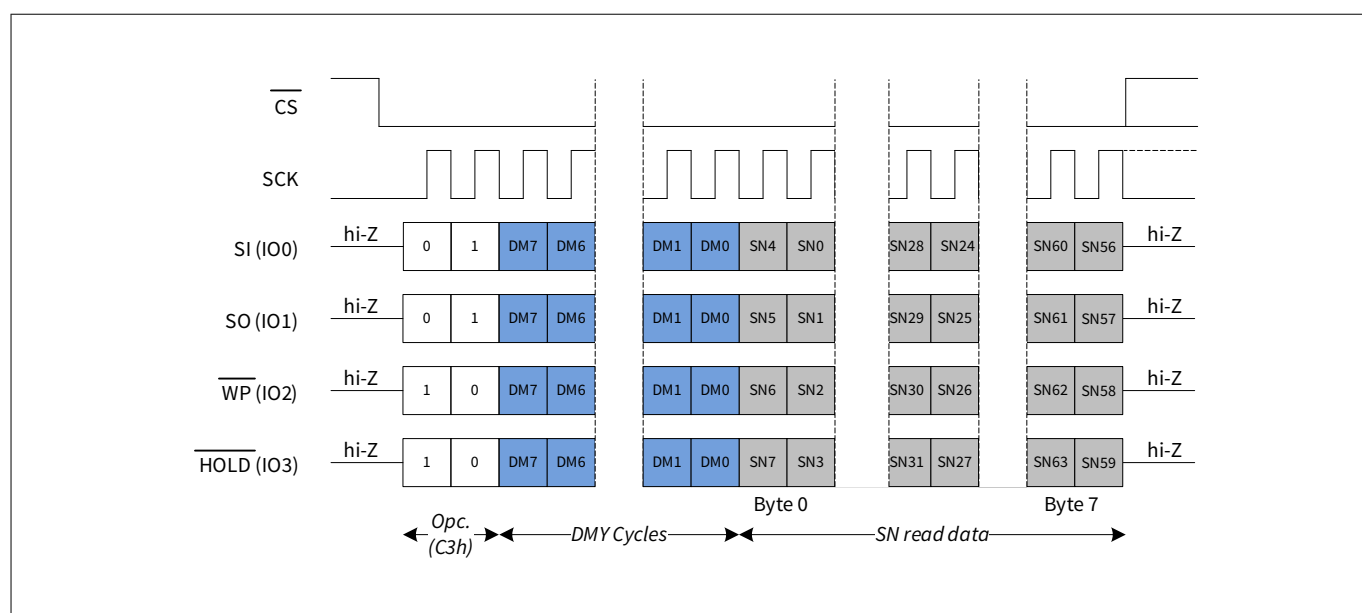 CS
SCK
SI (IO0) hi-Z 0 1 DM7 DM6 DM1 DM0 SN4 SN0 SN28 SN24 SN60 SN56 hi-Z
SO (IO1) hi-Z 0 1 DM7 DM6 DM1 DM0 SN5 SN1 SN29 SN25 SN61 SN57 hi-Z
WP (IO2) hi-Z 1 0 DM7 DM6 DM1 DM0 SN6 SN2 SN30 SN26 SN62 SN58 hi-Z
HOLD (IO3) hi-Z 1 0 DM7 DM6 DM1 DM0 SN7 SN3 SN31 SN27 SN63 SN59 hi-Z
Byte 0 Byte 7
Opc. DMY Cycles SN read data
(C3h)